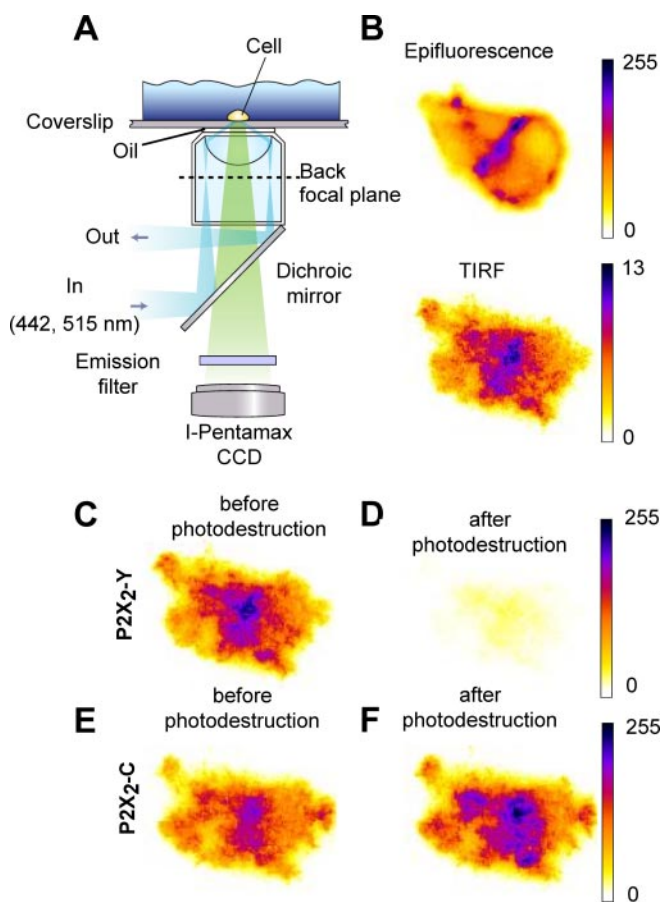 A
Cell
Coverslip
Oil
Back
focal plane
Out
In
(442, 515 nm)
Dichroic
mirror
Emission
filter
I-Pentamax
CCD
B
Epifluorescence
255
0
TIRF
13
0
C
before
photodestruction
D
after
photodestruction
255
0
P2X2-Y
E
before
photodestruction
F
after
photodestruction
255
0
P2X2-C